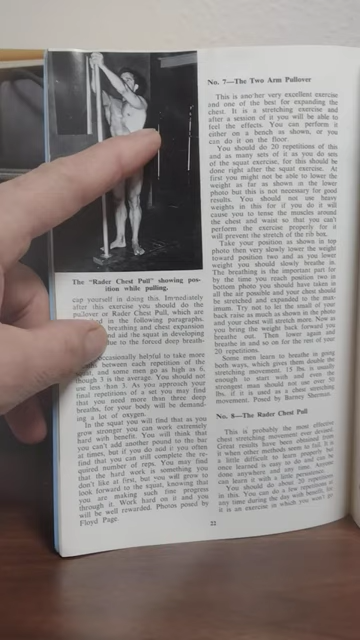 The "Rader Chest Pull" showing pos-
ition while pulling.
cup yourself in doing this. Immediately
after this exercise you should do the
pullover or Rader Chest Pull, which are
in the following paragraphs.
breathing and chest expansion
aid the squat in developing
due to the forced deep breath-
occasionally helpful to take more
between each repetition of the
and some men go as high as 6,
though 5 is the average. You should not
use less than 3. As you approach your
final repetitions of a set you may find
that you need more than three deep
breaths, for your body will be demand-
ing a lot of oxygen.
In the squat you will find that as you
grow stronger you can work extremely
hard with benefit. You will think that
you can't add another pound to the bar
at times, but if you do and if you often
find that you can still complete the re-
quired number of reps. You may find
that the hard work is something you
don't like at first, but you will grow to
look forward to the squat, knowing that
you are making such fine progress
through it. Work hard on it and you
will be well rewarded. Photos posed by
Floyd Page.
No. 7—The Two Arm Pullover
This is another very excellent exercise
and one of the best for expanding the
chest. It is a stretching exercise and
after a session of it you will be able to
feel the effects. You can perform it
either on a bench as shown, or you
can do it on the floor.
You should do 20 repetitions of this
and as many sets of it as you do sets
of the squat exercise, for this should be
done right after the squat exercise. At
first you might not be able to lower the
weight as far as shown in the lower
photo but this is not necessary for good
results. You should not use heavy
weights in this for if you do it will
cause you to tense the muscles around
the chest and waist so that you can't
perform the exercise properly for it
will prevent the stretch of the rib box.
Take your position as shown in top
photo then very slowly lower the weight
toward position two and as you lower
weight you should slowly breathe in.
The breathing is the important part for
by the time you reach position two in
bottom photo you should have taken in
all the air possible and your chest should
be stretched and expanded to the max-
imum. Try not to let the small of your
back raise as much as shown in the photo
and your chest will stretch more. Now as
you bring the weight back forward you
breathe out. Then lower again and
breathe in and so on for the rest of your
20 repetitions.
Some men learn to breathe in going
both ways, which gives them double the
stretching movement. 15 lbs. is usually
enough to start with and even the
strongest man should not use over 50
lbs. if it is used as a chest stretching
movement. Posed by Barney Sherman.
No. 8—The Rader Chest Pull
This is probably the most effective
chest stretching movement ever devised.
Great results have been obtained from
it when other methods seem to fail. It is
a little difficult to learn properly but
once learned is easy to do and can be
done anywhere and any time. Anyone
can learn it with a little persistence.
You should do about 20 repetitions
in this. You can do a few repetitions at
any time during the day with benefit, for
it is an exercise in which you won't go
22